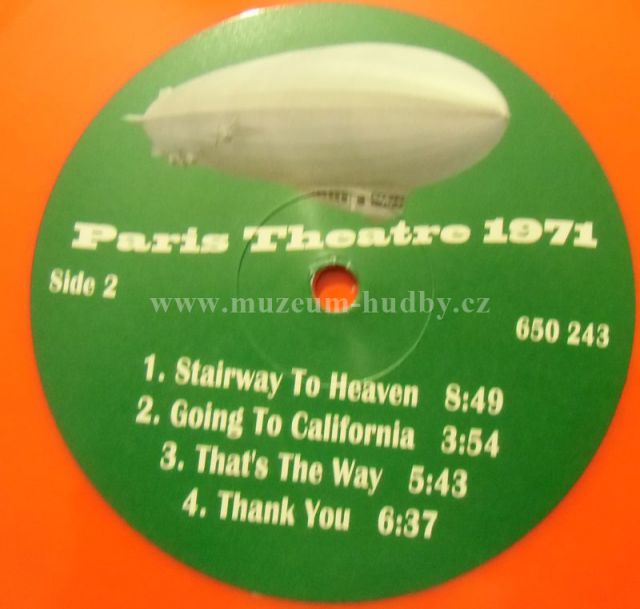 Paris Theatre 1971
Side 2
www.muzeum-hudby.cz
650 243
1. Stairway To Heaven 8:49
2. Going To California 3:54
3. That's The Way 5:43
4. Thank You 6:37